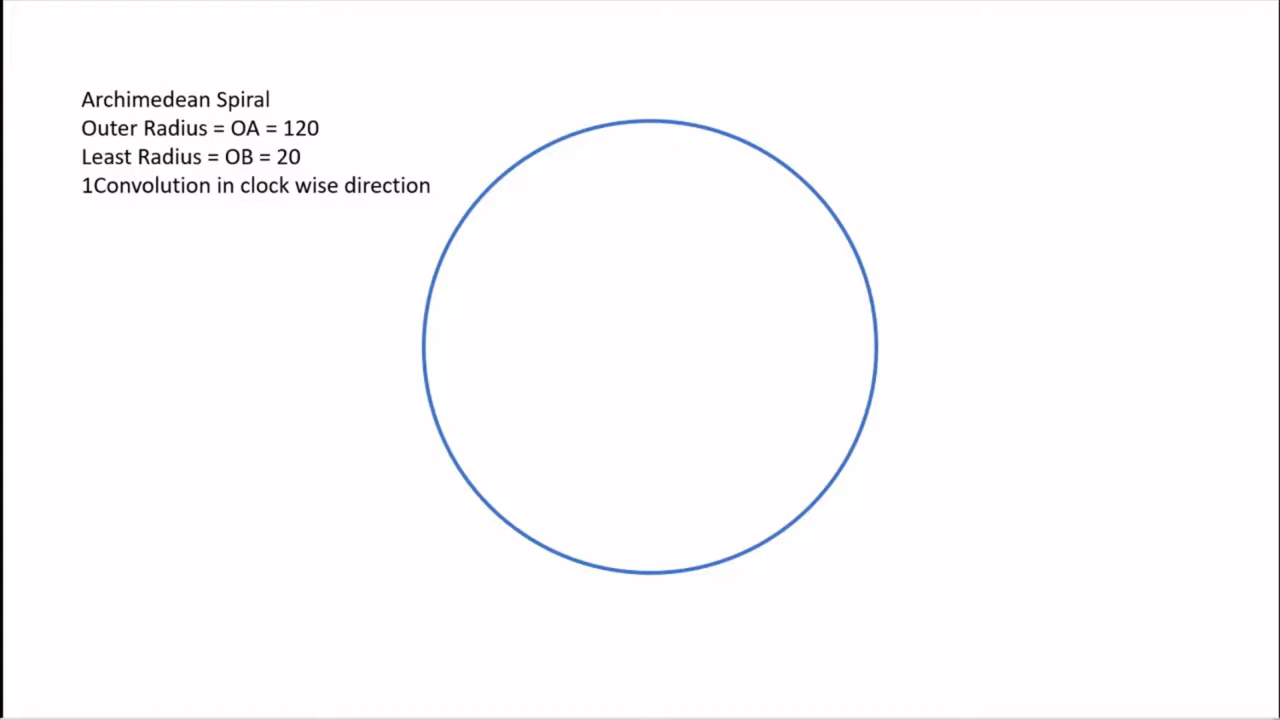 Archimedean Spiral
Outer Radius = OA = 120
Least Radius = OB = 20
1Convolution in clock wise direction